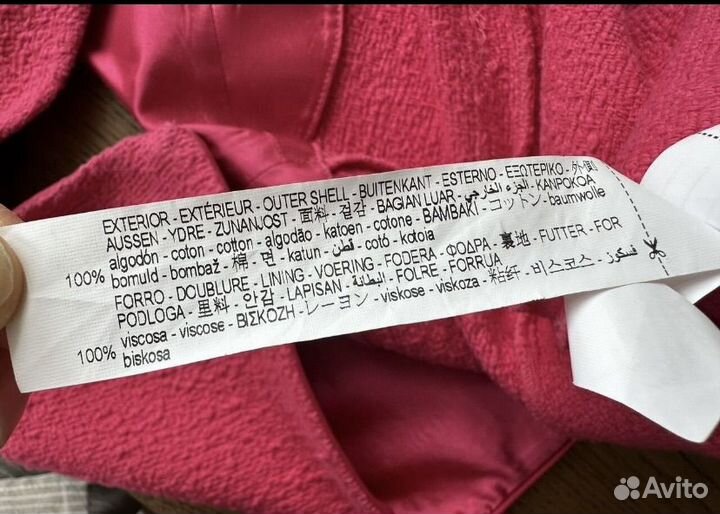 EXTERIOR - EXTÉRIEUR - OUTER SHELL - BUITENKANT - ESTERNO - ΕΞΩΤΕΡΙΚΟ - 外側
AUSSEN - YDRE - ZUNANJOST - 面料 - 겉감 - BAGIAN LUAR - الجزء الخارجي - KANPOKOA
100% algodón - coton - cotton - algodão - katoen - cotone - ΒΑΜΒΑΚΙ - コットン - baumwolle
bomuld - bombaž - 棉 - 면 - katun - قطن - cotó - kotoia
FORRO - DOUBLURE - LINING - VOERING - FODERA - ΦΟΔΡΑ - 裏地 - FUTTER - FOR
PODLOGA - 里料 - 안감 - LAPISAN - البطانة - FOLRE - FORRUA
100% viscosa - viscose - ΒΙΣΚΟΖΗ - レーヨン - viskose - viskoza - 粘纤 - 비스코스 - فسكوز
biskosa
Avito